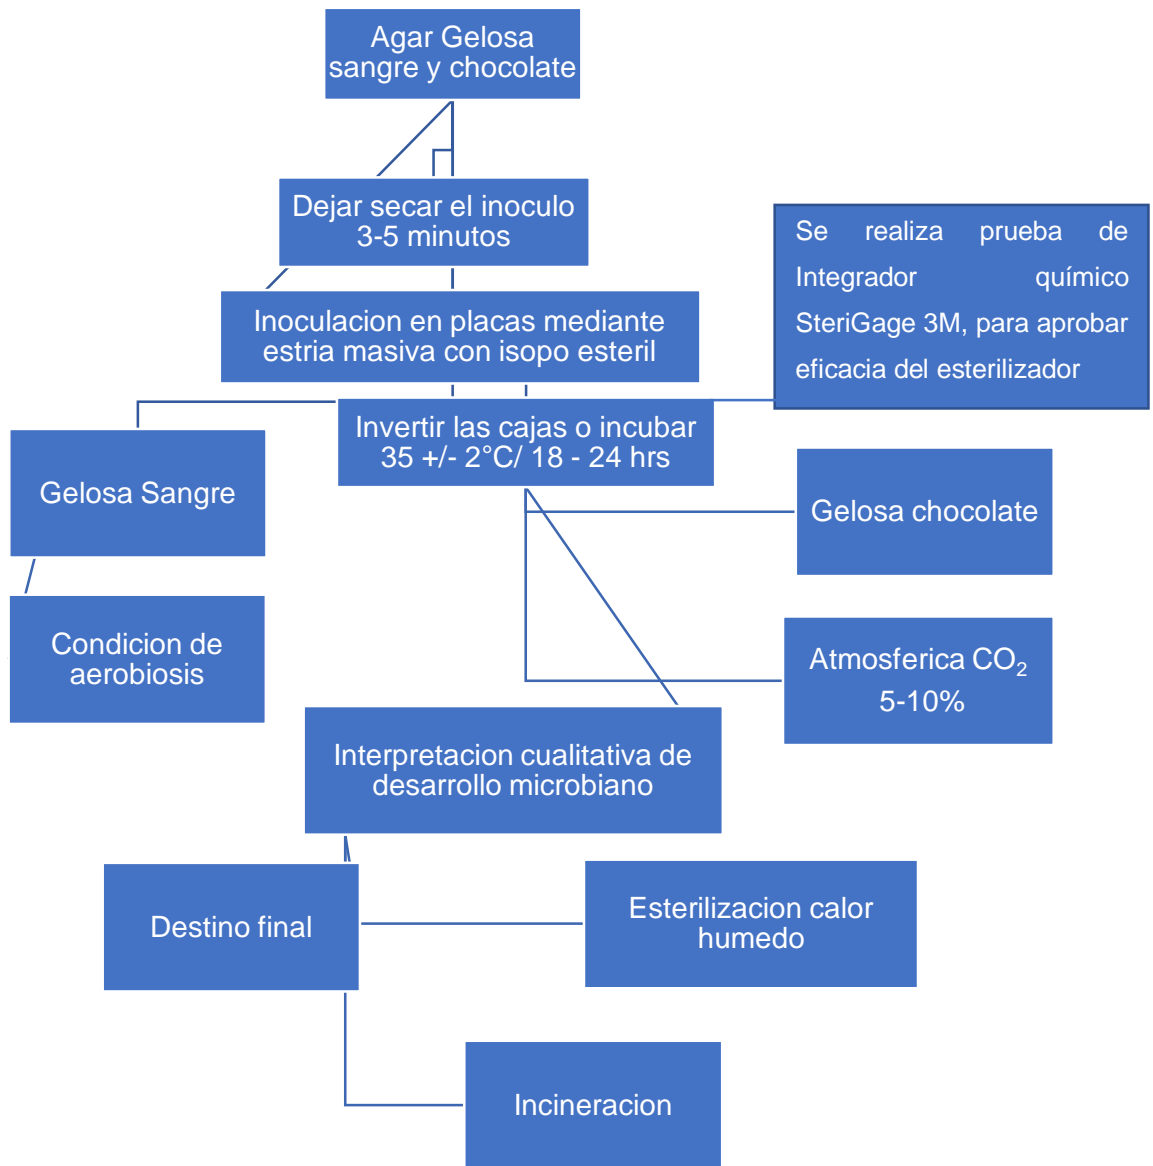 Agar Gelosa
sangre y chocolate
Dejar secar el inoculo
3-5 minutos
Se realiza prueba de
Integrador químico
SteriGage 3M, para aprobar
eficacia del esterilizador
Inoculacion en placas mediante
estria masiva con isopo esteril
Invertir las cajas o incubar
35 +/- 2°C/ 18 - 24 hrs
Gelosa Sangre
Gelosa chocolate
Condicion de
aerobiosis
Atmosferica CO₂
5-10%
Interpretacion cualitativa de
desarrollo microbiano
Destino final
Esterilizacion calor
humedo
Incineracion